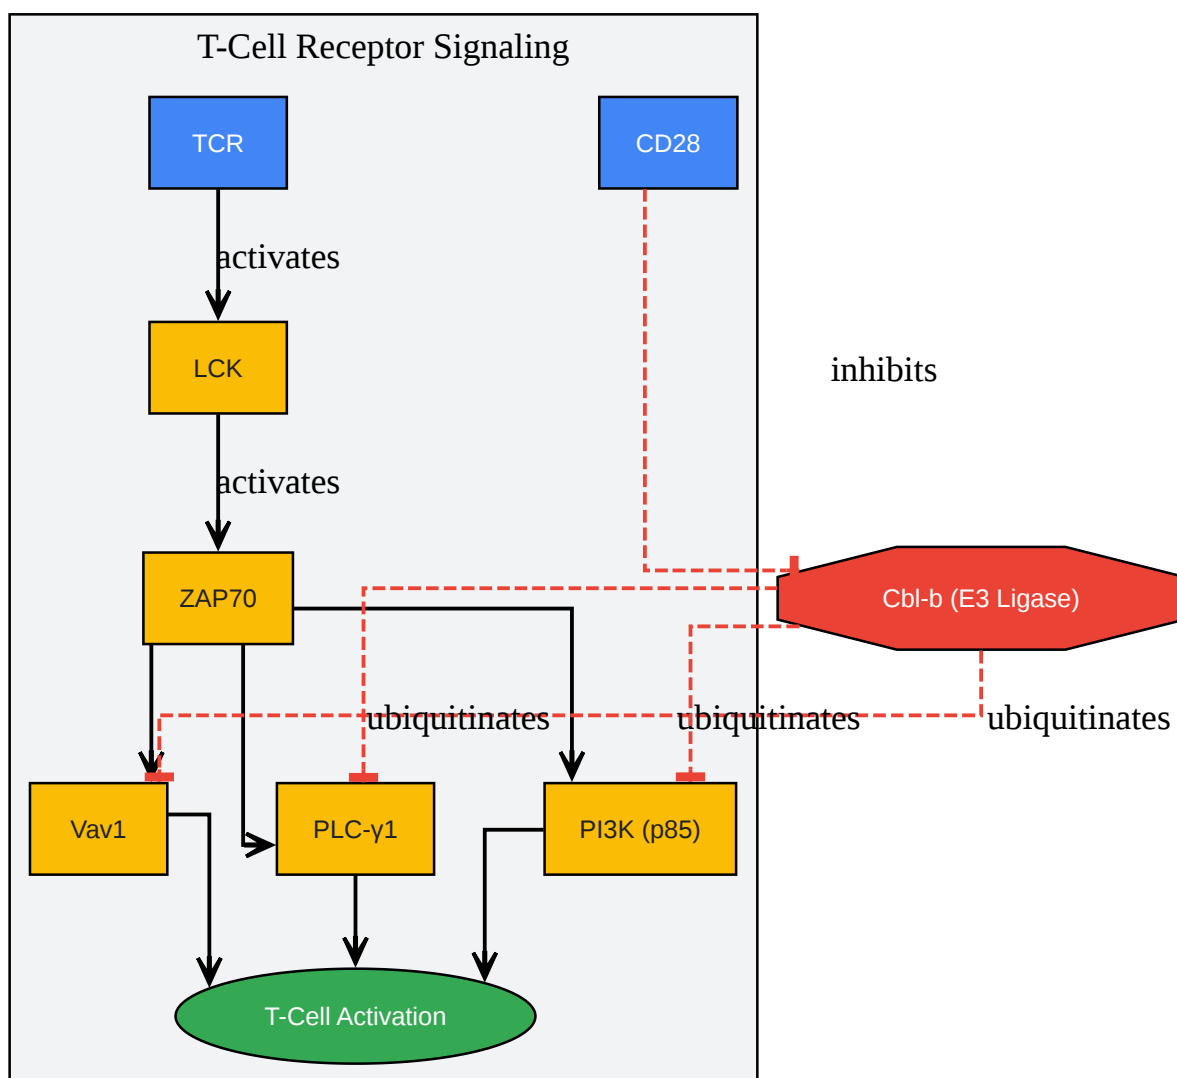 T-Cell Receptor Signaling
TCR
CD28
activates
LCK
inhibits
activates
ZAP70
Cbl-b (E3 Ligase)
ubiquitinates
ubiquitinates
ubiquitinates
Vav1
PLC-γ1
PI3K (p85)
T-Cell Activation